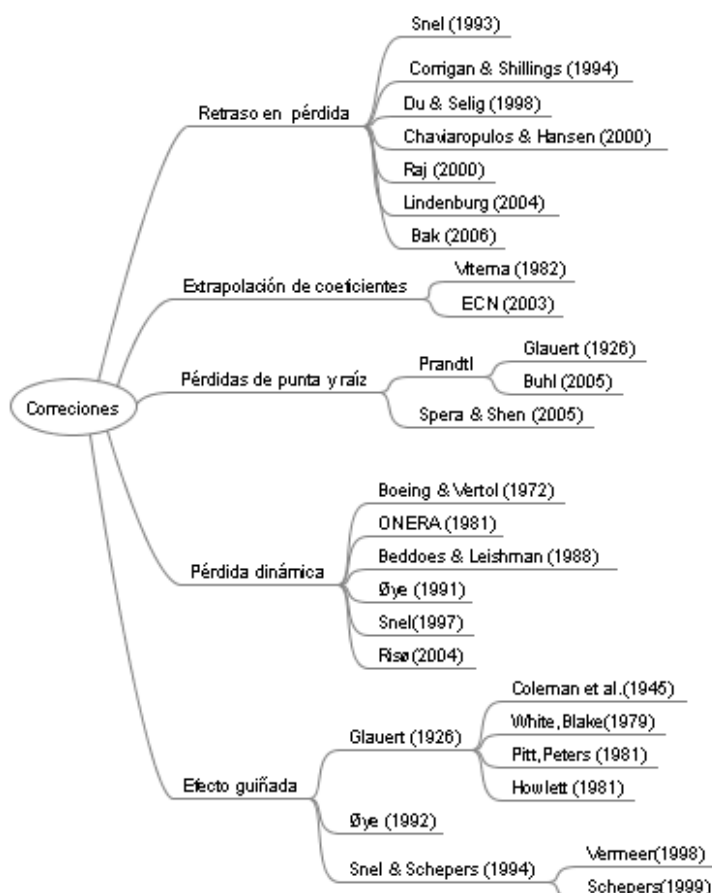 Snel (1993)
Corrigan & Shillings (1994)
Du & Selig (1998)
Retraso en pérdida
Chaviaropulos & Hansen (2000)
Raj (2000)
Lindenburg (2004)
Bak (2006)
Viterna (1982)
Extrapolación de coeficientes
ECN (2003)
Glauert (1926)
Prandtl
Pérdidas de punta y raíz
Buhl (2005)
Correciones
Spera & Shen (2005)
Boeing & Vertol (1972)
ONERA (1981)
Beddoes & Leishman (1988)
Pérdida dinámica
Øye (1991)
Snel(1997)
Risø(2004)
Coleman et al.(1945)
White,Blake(1979)
Glauert (1926)
Pitt,Peters (1981)
Efecto guiñada
Howlett (1981)
Øye (1992)
Vermeer(1998)
Snel & Schepers (1994)
Schepers(1999)